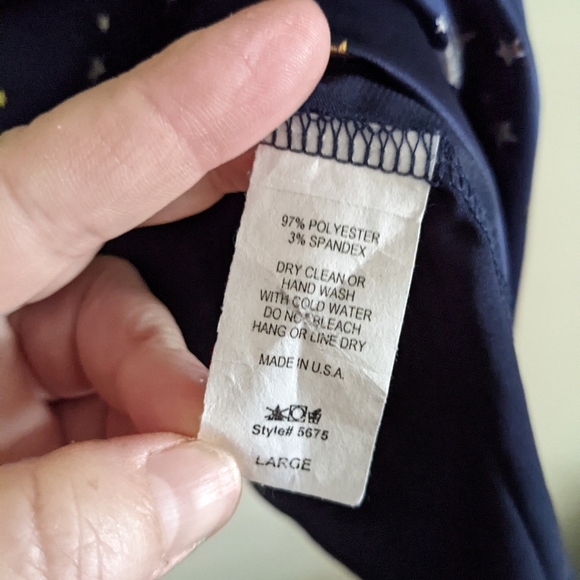 97% POLYESTER
3% SPANDEX
DRY CLEAN OR
HAND WASH
WITH COLD WATER
DO NOT BLEACH
HANG OR LINE DRY
MADE IN U.S.A.
Style# 5675
LARGE